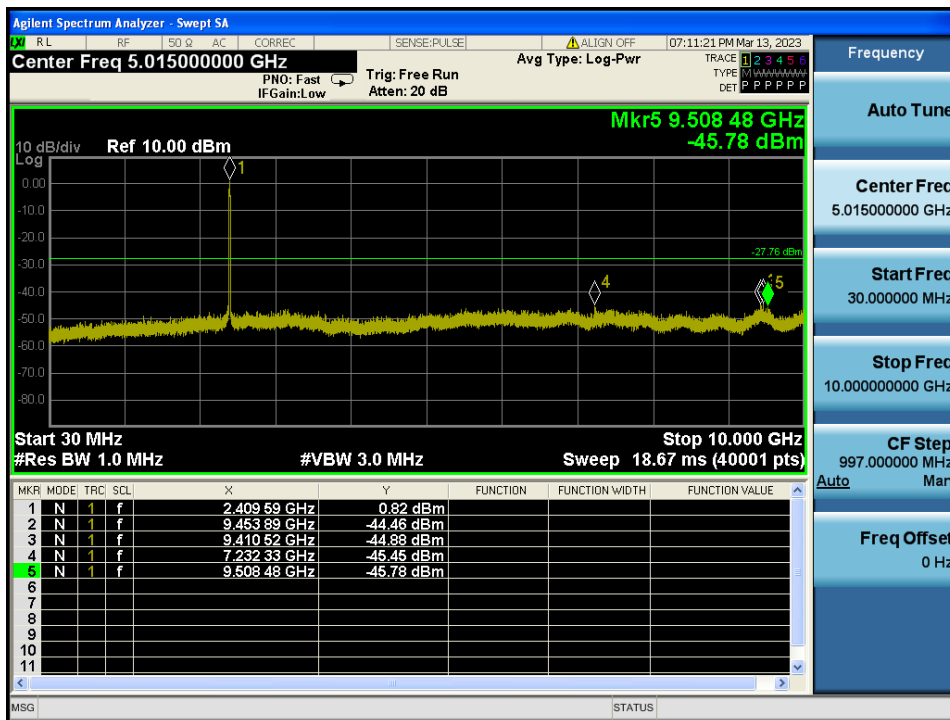 Agilent Spectrum Analyzer - Swept SA
LXI RL RF 50 Ω AC CORREC SENSE:PULSE ALIGN OFF 07:11:21 PM Mar 13, 2023
Center Freq 5.015000000 GHz
PNO: Fast
IFGain:Low
Trig: Free Run
Atten: 20 dB
Avg Type: Log-Pwr
TRACE 1 2 3 4 5 6
TYPE M W W W W W
DET P P P P P P
Mkr5 9.508 48 GHz
-45.78 dBm
10 dB/div Ref 10.00 dBm
Log
0.00
-10.0
-20.0
-30.0
-40.0
-50.0
-60.0
-70.0
-80.0
1
-27.76 dBm
4
5
Start 30 MHz Stop 10.000 GHz
#Res BW 1.0 MHz #VBW 3.0 MHz Sweep 18.67 ms (40001 pts)
MKR MODE TRC SCL X Y FUNCTION FUNCTION WIDTH FUNCTION VALUE
1 N 1 f 2.409 59 GHz 0.82 dBm
2 N 1 f 9.453 89 GHz -44.46 dBm
3 N 1 f 9.410 52 GHz -44.88 dBm
4 N 1 f 7.232 33 GHz -45.45 dBm
5 N 1 f 9.508 48 GHz -45.78 dBm
6
7
8
9
10
11
MSG STATUS
Frequency
Auto Tune
Center Freq
5.015000000 GHz
Start Freq
30.000000 MHz
Stop Freq
10.000000000 GHz
CF Step
997.000000 MHz
Auto Man
Freq Offset
0 Hz